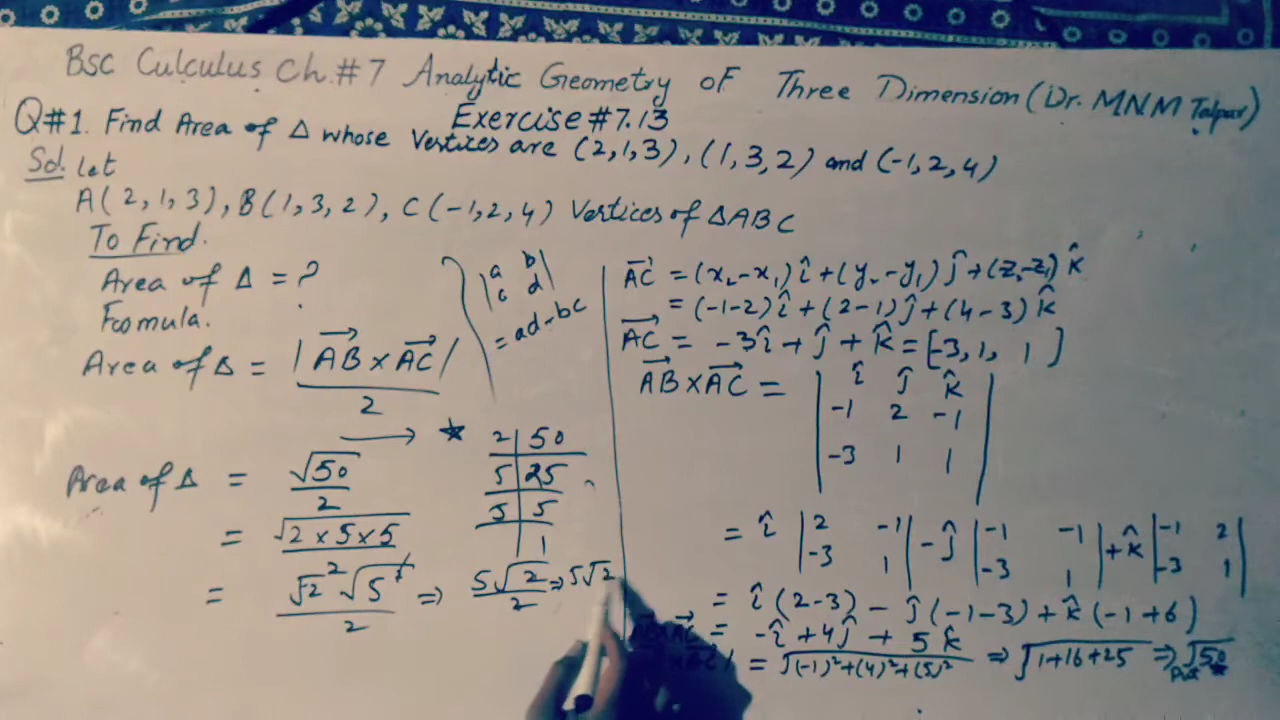 Bsc Calculus Ch.#7 Analytic Geometry of Three Dimension (Dr. MNM Talpur)
Exercise #7.13
Q#1. Find Area of Δ whose Vertices are (2,1,3), (1,3,2) and (-1,2,4)
Sol. Let
A(2,1,3), B(1,3,2), C(-1,2,4) Vertices of ΔABC
To Find.
Area of Δ = ?
Formula.
Area of Δ = |AB × AC| / 2
|a b|
|c d|
= ad-bc
Area of Δ = √50 / 2
= √2×5×5
= √2² √5² / 2 ⇒ 5√2 / 2 ⇒ 5√2
2 | 50
5 | 25
5 | 5
| 1
AC = (x₂-x₁)î + (y₂-y₁)ĵ + (z₂-z₁)k̂
= (-1-2)î + (2-1)ĵ + (4-3)k̂
AC = -3î + ĵ + k̂ = [-3, 1, 1]
AB × AC = | î ĵ k̂ |
| -1 2 -1 |
| -3 1 1 |
= î | 2 -1 | - ĵ | -1 -1 | + k̂ | -1 2 |
| -3 1 | | -3 1 | | -3 1 |
= î(2-3) - ĵ(-1-3) + k̂(-1+6)
= -î + 4ĵ + 5k̂
= √(-1)²+(4)²+(5)² ⇒ √1+16+25 ⇒ √50
Put